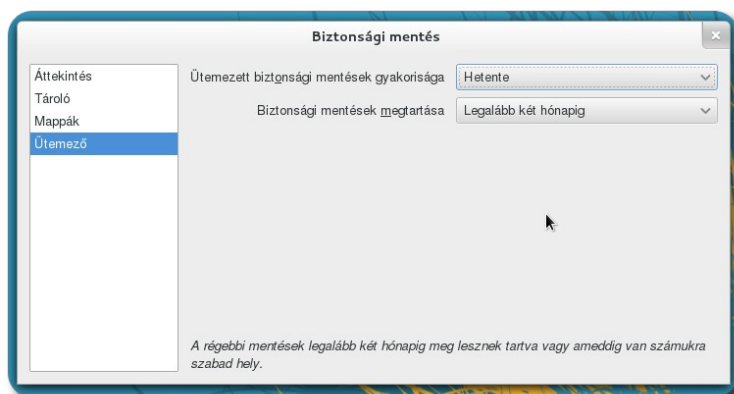 Biztonsági mentés
Áttekintés
Tároló
Mappák
Ütemező
Ütemezett biztonsági mentések gyakorisága Hetente
Biztonsági mentések megtartása Legalább két hónapig
A régebbi mentések legalább két hónapig meg lesznek tartva vagy ameddig van számukra
szabad hely.